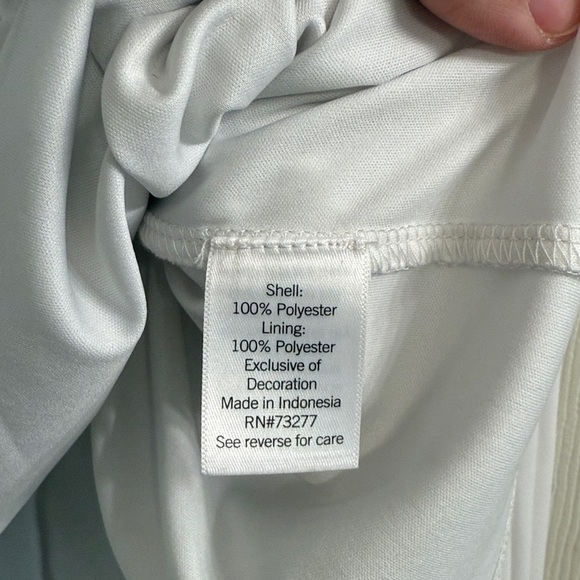 Shell:
100% Polyester
Lining:
100% Polyester
Exclusive of
Decoration
Made in Indonesia
RN#73277
See reverse for care